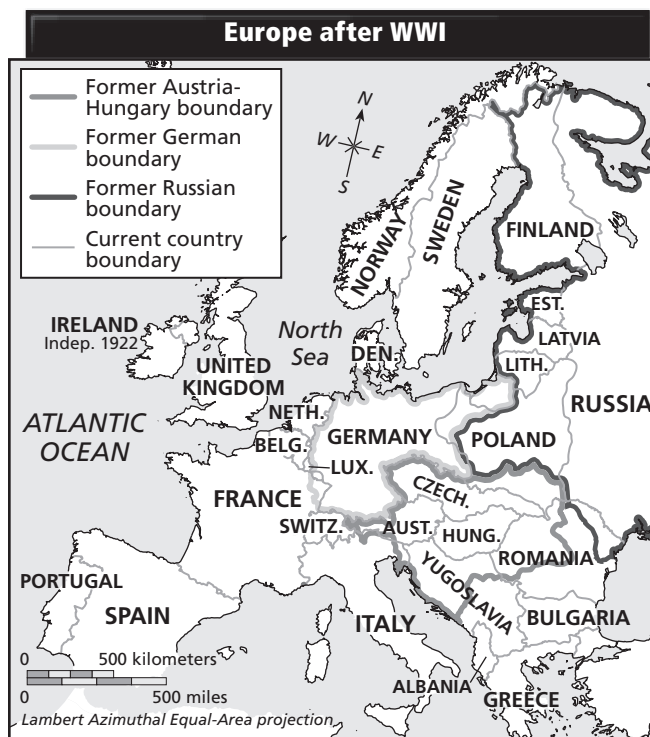 Europe after WWI
Former Austria-
Hungary boundary
Former German
boundary
Former Russian
boundary
Current country
boundary
N
W
E
S
NORWAY
SWEDEN
FINLAND
EST.
LATVIA
LITH.
RUSSIA
IRELAND
Indep. 1922
UNITED
KINGDOM
North
Sea
DEN.
ATLANTIC
OCEAN
NETH.
BELG.
GERMANY
POLAND
LUX.
CZECH.
FRANCE
SWITZ.
AUST.
HUNG.
ROMANIA
YUGOSLAVIA
PORTUGAL
SPAIN
ITALY
BULGARIA
ALBANIA
GREECE
0 500 kilometers
0 500 miles
Lambert Azimuthal Equal-Area projection